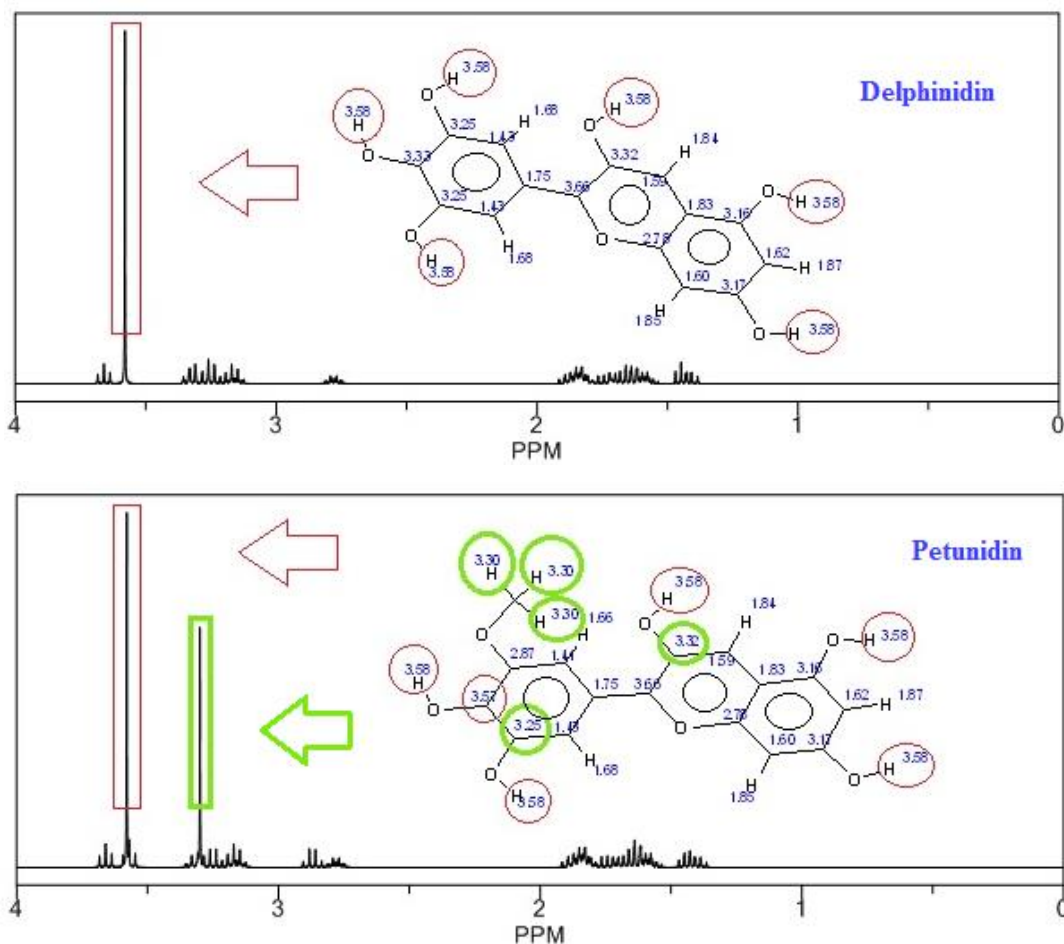 H 3.58
Delphinidin
O
3.58
H
H 3.58
O
3.25
H 1.68
O
3.33
1.43
3.32
H 1.84
1.75
3.66
1.59
O H 3.58
3.25
1.43
1.83
3.16
O
H
3.58
H
1.68
O
2.78
1.62
H 1.87
1.60
3.17
H
1.85
O H 3.58
4
3
2
1
0
PPM
Petunidin
3.30
H
H 3.30
H 3.30
H 1.66
O
3.58
H
O
H 1.84
3.32
O H 3.58
3.58
H
O
2.87
1.44
1.75
3.66
1.59
1.83
3.16
3.57
3.25
1.43
O
2.78
1.62
H 1.87
O
H
3.58
H
1.68
1.60
3.17
H
1.85
O H 3.58
4
3
2
1
0
PPM